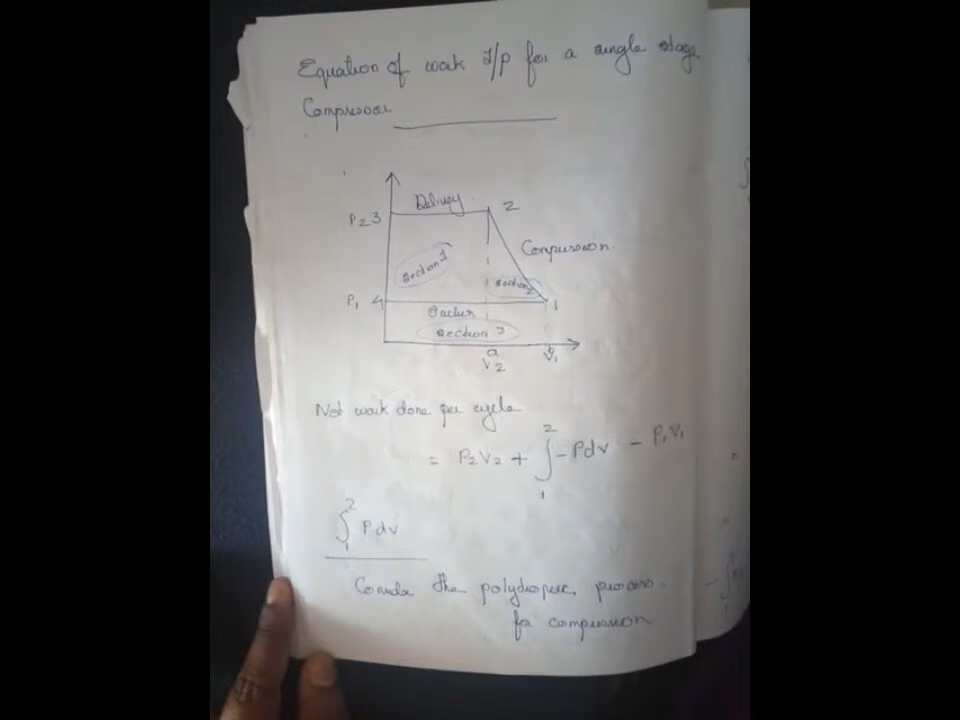 Equation of work I/p for a single stage
Compressor
Delivery
P2 3
2
Compression
section 1
section 2
P1 4
1
Suction
section 3
a
b
V2
V1
Net work done per cycle
= P2V2 + ∫₁² -Pdv - P1V1
∫₁² Pdv
the polytropic process
for compression